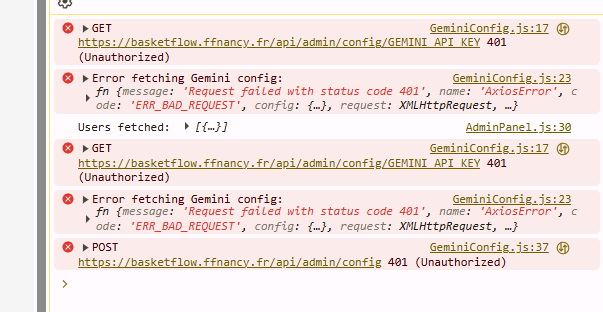 GET GeminiConfig.js:17
https://basketflow.ffnancy.fr/api/admin/config/GEMINI_API_KEY 401
(Unauthorized)
Error fetching Gemini config: GeminiConfig.js:23
fn {message: 'Request failed with status code 401', name: 'AxiosError', c
ode: 'ERR_BAD_REQUEST', config: {…}, request: XMLHttpRequest, …}
Users fetched: [{…}] AdminPanel.js:30
GET GeminiConfig.js:17
https://basketflow.ffnancy.fr/api/admin/config/GEMINI_API_KEY 401
(Unauthorized)
Error fetching Gemini config: GeminiConfig.js:23
fn {message: 'Request failed with status code 401', name: 'AxiosError', c
ode: 'ERR_BAD_REQUEST', config: {…}, request: XMLHttpRequest, …}
POST GeminiConfig.js:37
https://basketflow.ffnancy.fr/api/admin/config 401 (Unauthorized)